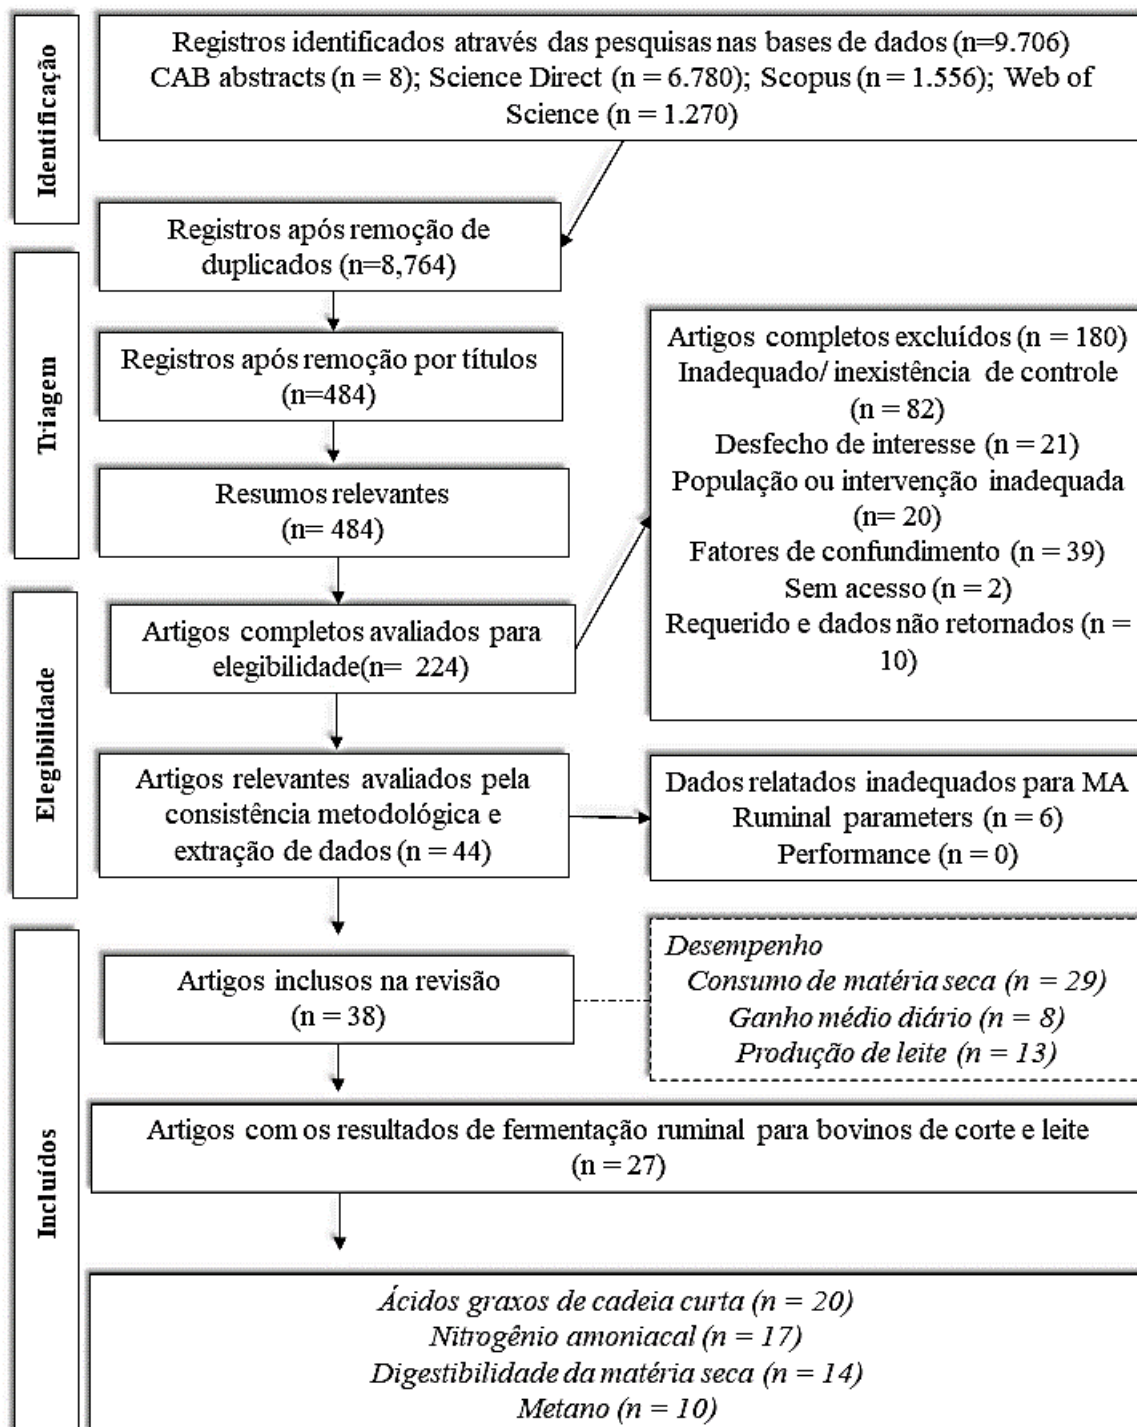 Identificação
Registros identificados através das pesquisas nas bases de dados (n=9.706)
CAB abstracts (n = 8); Science Direct (n = 6.780); Scopus (n = 1.556); Web of
Science (n = 1.270)
Registros após remoção de
duplicados (n=8,764)
Triagem
Registros após remoção por títulos
(n=484)
Resumos relevantes
(n= 484)
Elegibilidade
Artigos completos avaliados para
elegibilidade(n= 224)
Artigos completos excluídos (n = 180)
Inadequado/ inexistência de controle
(n = 82)
Desfecho de interesse (n = 21)
População ou intervenção inadequada
(n= 20)
Fatores de confundimento (n = 39)
Sem acesso (n = 2)
Requerido e dados não retornados (n =
10)
Artigos relevantes avaliados pela
consistência metodológica e
extração de dados (n = 44)
Dados relatados inadequados para MA
Ruminal parameters (n = 6)
Performance (n = 0)
Incluídos
Artigos inclusos na revisão
(n = 38)
Desempenho
Consumo de matéria seca (n = 29)
Ganho médio diário (n = 8)
Produção de leite (n = 13)
Artigos com os resultados de fermentação ruminal para bovinos de corte e leite
(n = 27)
Ácidos graxos de cadeia curta (n = 20)
Nitrogênio amoniacal (n = 17)
Digestibilidade da matéria seca (n = 14)
Metano (n = 10)